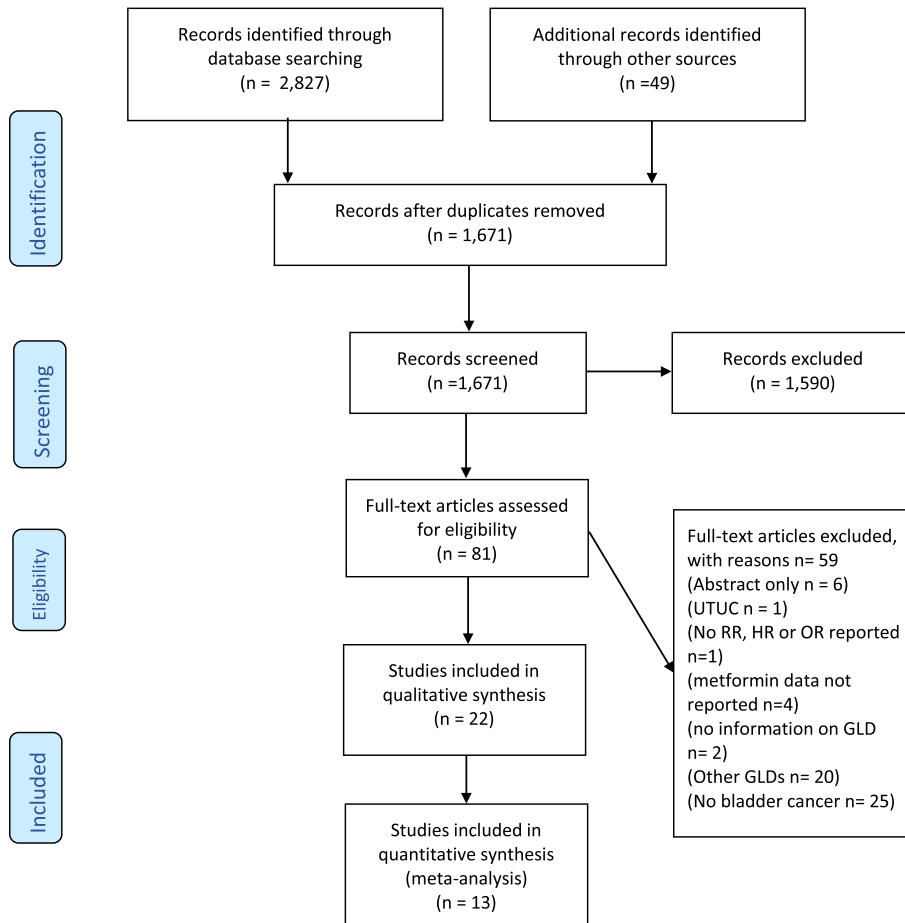 Records identified through
database searching
(n =  2,827)
Additional records identified
through other sources
(n =49)
Identification
Records after duplicates removed
(n = 1,671)
Screening
Records screened
(n =1,671)
Records excluded
(n = 1,590)
Eligibility
Full-text articles assessed
for eligibility
(n = 81)
Full-text articles excluded,
with reasons n= 59
(Abstract only n = 6)
(UTUC n = 1)
(No RR, HR or OR reported
n=1)
(metformin data not
reported n=4)
(no information on GLD
n= 2)
(Other GLDs n= 20)
(No bladder cancer n= 25)
Included
Studies included in
qualitative synthesis
(n = 22)
Studies included in
quantitative synthesis
(meta-analysis)
(n = 13)